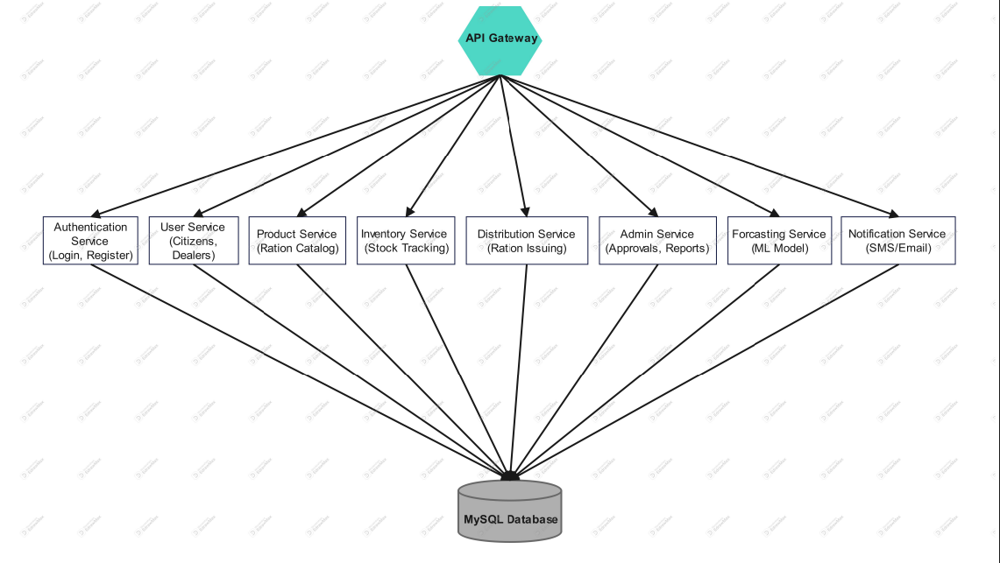 API Gateway
Authentication
Service
(Login, Register)
User Service
(Citizens,
Dealers)
Product Service
(Ration Catalog)
Inventory Service
(Stock Tracking)
Distribution Service
(Ration Issuing)
Admin Service
(Approvals, Reports)
Forcasting Service
(ML Model)
Notification Service
(SMS/Email)
MySQL Database